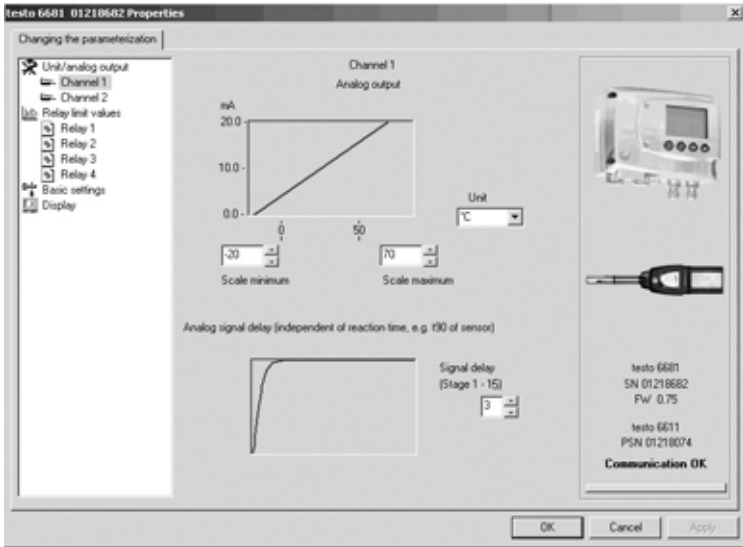 testo 6681 01218682 Properties
Changing the parameterization
Unit/analog output
Channel 1
Channel 2
Relay limit values
Relay 1
Relay 2
Relay 3
Relay 4
Basic settings
Display
Channel 1
Analog output
mA
20.0
10.0
0.0
0
50
Unit
°C
-20
70
Scale minimum
Scale maximum
Analog signal delay (independent of reaction time, e.g. t90 of sensor)
Signal delay
(Stage 1 - 15)
3
testo 6681
SN 01218682
FW 0.75
testo 6611
PSN 01218074
Communication OK
OK
Cancel
Apply